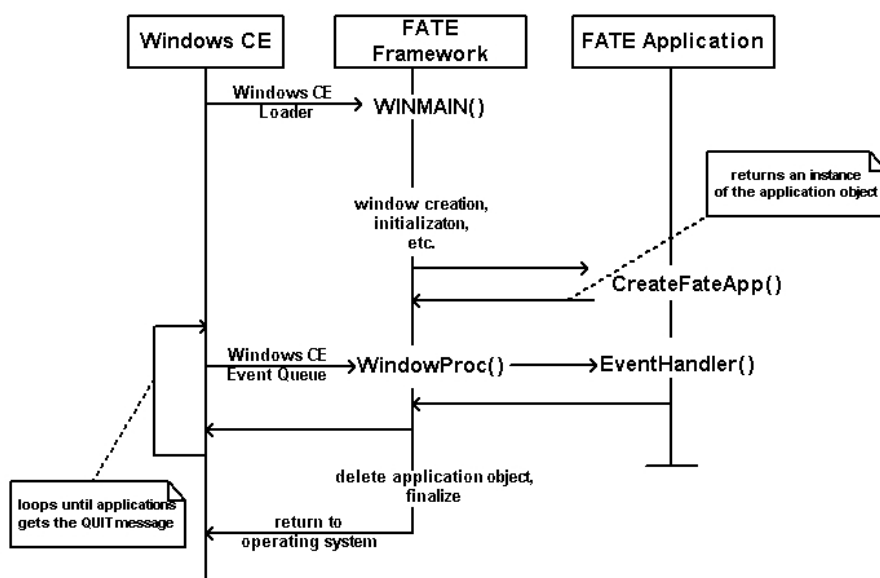 Windows CE
FATE
Framework
FATE Application
Windows CE
Loader
WINMAIN()
returns an instance
of the application object
window creation,
initializaton,
etc.
CreateFateApp()
Windows CE
Event Queue
WindowProc()
EventHandler()
delete application object,
finalize
loops until applications
gets the QUIT message
return to
operating system